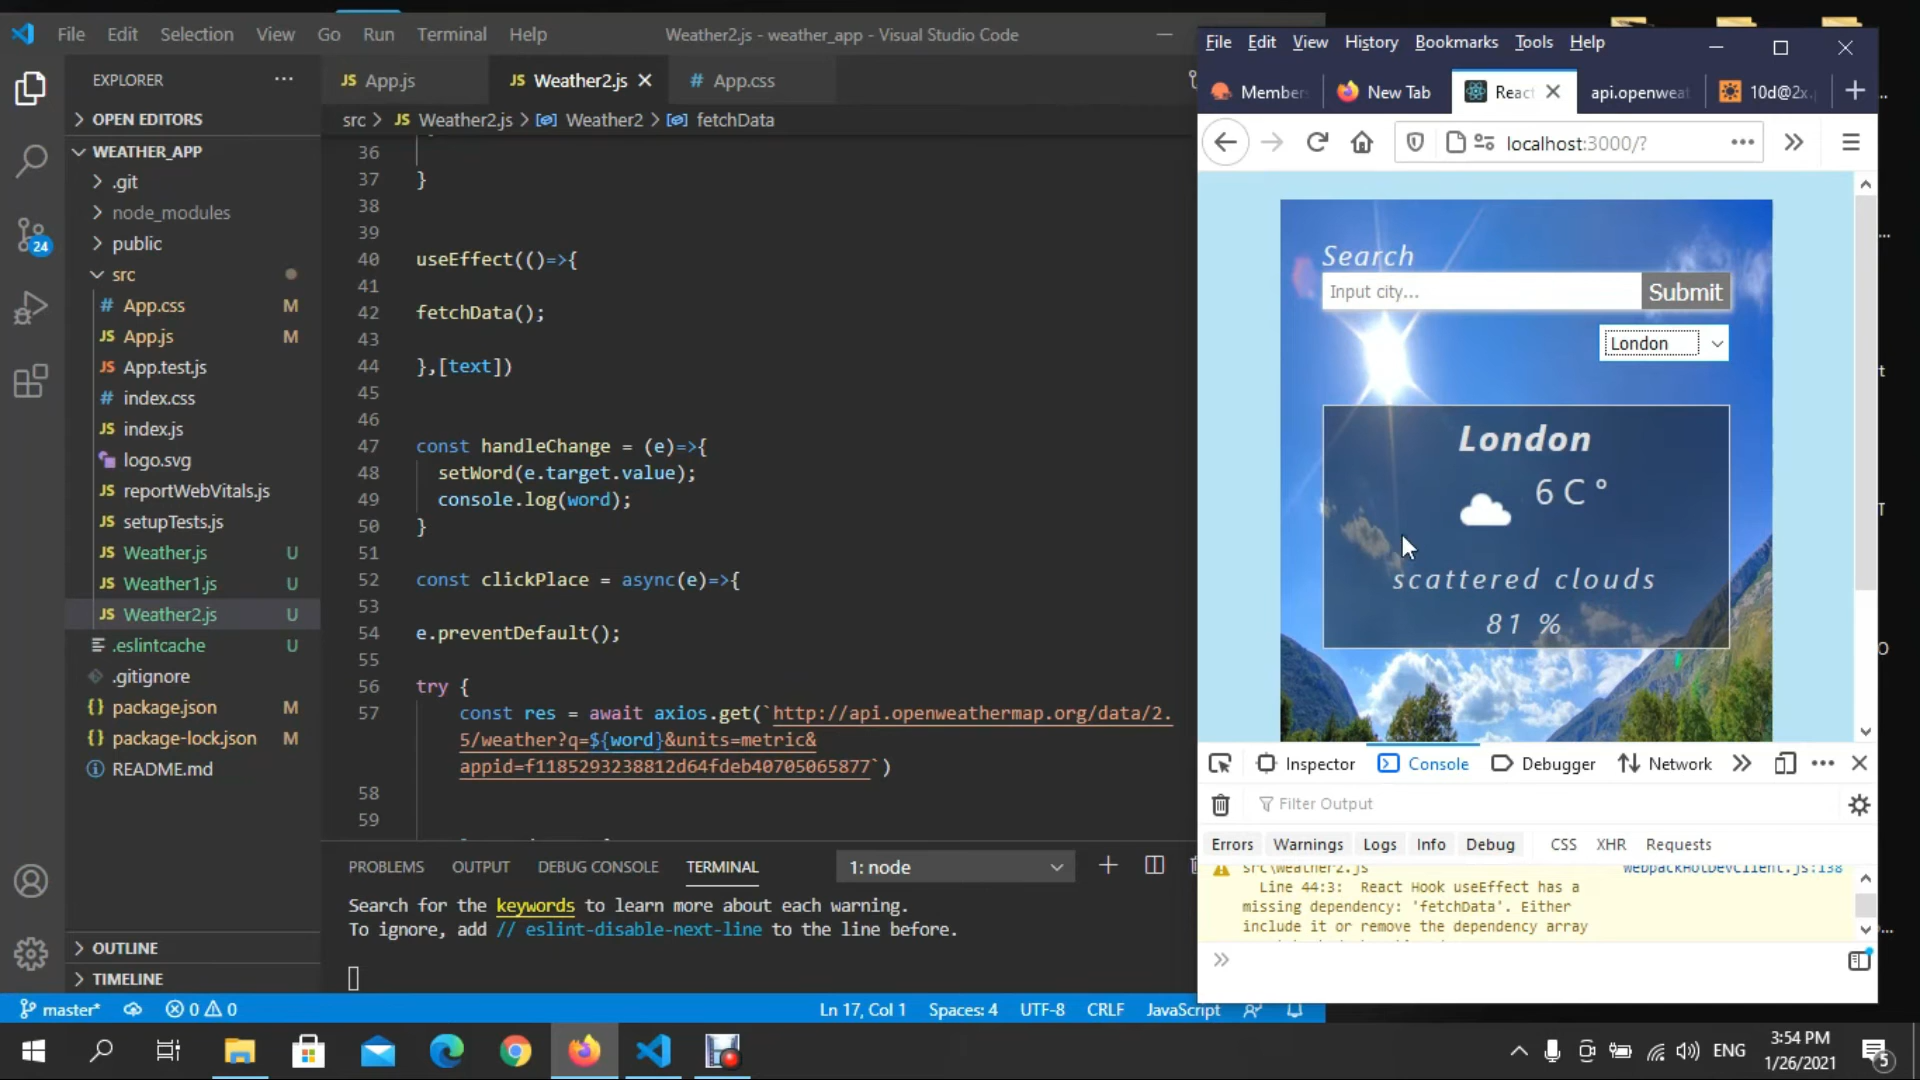 File Edit Selection View Go Run Terminal Help
Weather2.js - weather_app - Visual Studio Code
EXPLORER
OPEN EDITORS
WEATHER_APP
.git
node_modules
public
src
App.css M
App.js M
App.test.js
index.css
index.js
logo.svg
reportWebVitals.js
setupTests.js
Weather.js U
Weather1.js U
Weather2.js U
.eslintcache U
.gitignore
package.json M
package-lock.json M
README.md
OUTLINE
TIMELINE
24
App.js
Weather2.js
App.css
src > Weather2.js > Weather2 > fetchData
36
37 }
38
39
40 useEffect(()=>{
41
42 fetchData();
43
44 },[text])
45
46
47 const handleChange = (e)=>{
48 setWord(e.target.value);
49 console.log(word);
50 }
51
52 const clickPlace = async(e)=>{
53
54 e.preventDefault();
55
56 try {
57 const res = await axios.get(`http://api.openweathermap.org/data/2.
5/weather?q=${word}&units=metric&
appid=f1185293238812d64fdeb40705065877`)
58
59
PROBLEMS OUTPUT DEBUG CONSOLE TERMINAL 1: node
Search for the keywords to learn more about each warning.
To ignore, add // eslint-disable-next-line to the line before.
master* 0 0 Ln 17, Col 1 Spaces: 4 UTF-8 CRLF JavaScript
File Edit View History Bookmarks Tools Help
Member New Tab React api.openweat 10d@2x.
localhost:3000/?
Search
Input city...
Submit
London
London
6 C °
scattered clouds
81 %
Inspector Console Debugger Network
Filter Output
Errors Warnings Logs Info Debug CSS XHR Requests
src\Weather2.js webpackHotDevClient.js:138
Line 44:3: React Hook useEffect has a
missing dependency: 'fetchData'. Either
include it or remove the dependency array
ENG
3:54 PM
1/26/2021
5